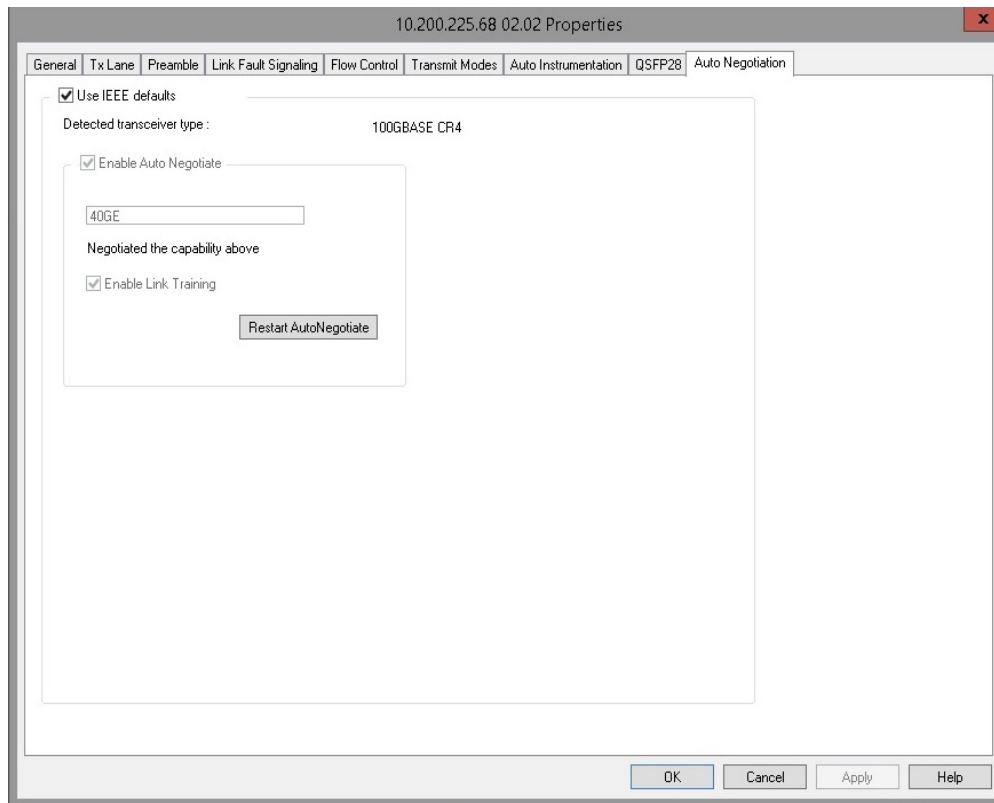 10.200.225.68 02.02 Properties
x
General Tx Lane Preamble Link Fault Signaling Flow Control Transmit Modes Auto Instrumentation QSFP28 Auto Negotiation
Use IEEE defaults
Detected transceiver type : 100GBASE CR4
Enable Auto Negotiate
40GE
Negotiated the capability above
Enable Link Training
Restart AutoNegotiate
OK Cancel Apply Help